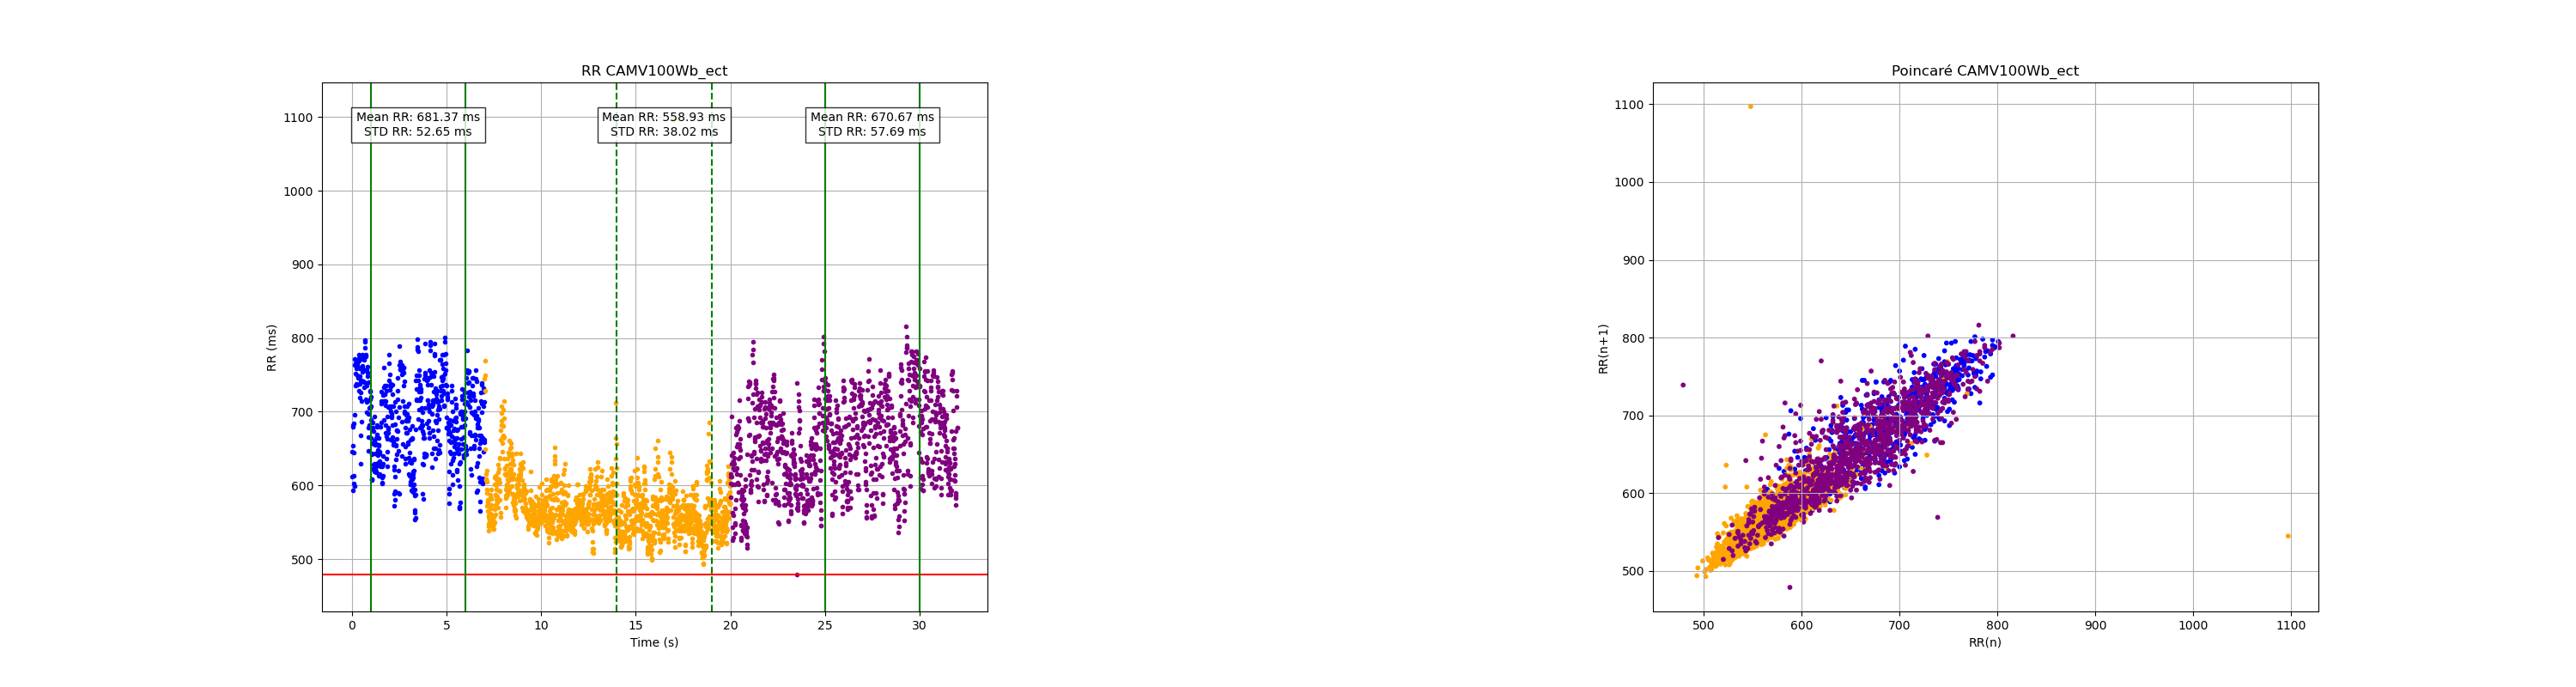 RR CAMV100Wb_ect
Mean RR: 681.37 ms
STD RR: 52.65 ms
Mean RR: 558.93 ms
STD RR: 38.02 ms
Mean RR: 670.67 ms
STD RR: 57.69 ms
1100
1000
900
800
700
600
500
RR (ms)
0 5 10 15 20 25 30
Time (s)
Poincaré CAMV100Wb_ect
1100
1000
900
800
700
600
500
RR(n+1)
500 600 700 800 900 1000 1100
RR(n)